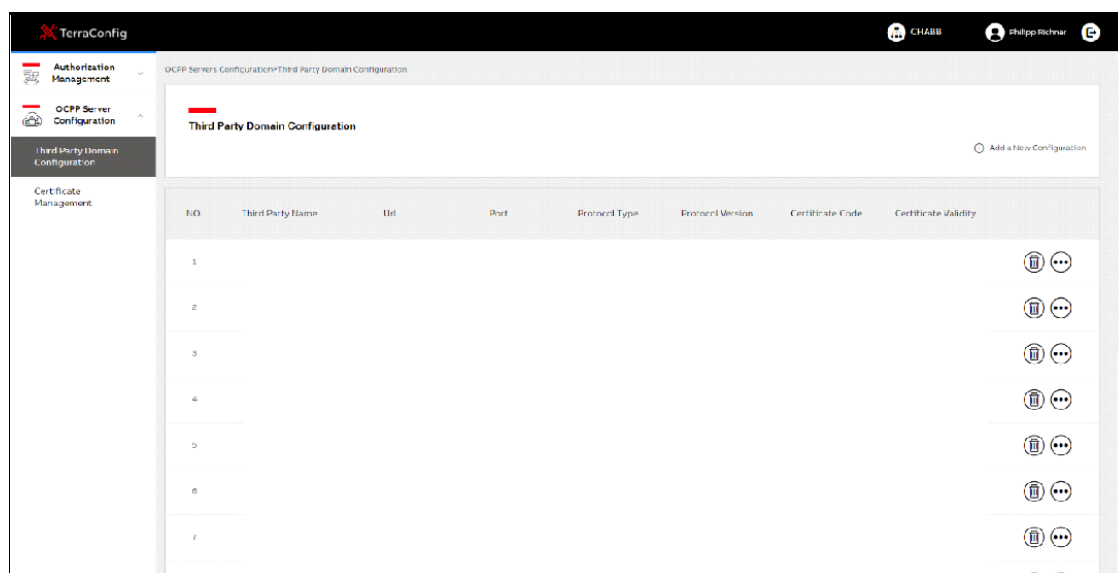 TerraConfig
CHABB
Philipp Richner
Authorization
Management
OCPP Server
Configuration
Third Party Domain
Configuration
Certificate
Management
OCPP Servers Configuration>Third Party Domain Configuration
Third Party Domain Configuration
Add a New Configuration
NO. Third Party Name Url Port Protocol Type Protocol Version Certificate Code Certificate Validity
1
2
3
4
5
6
7